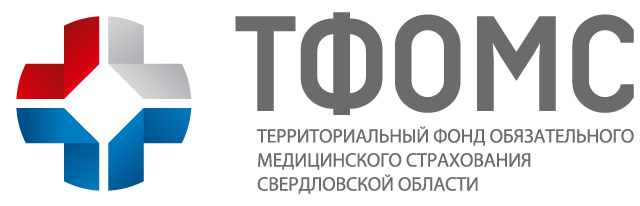 ТФОМС
ТЕРРИТОРИАЛЬНЫЙ ФОНД ОБЯЗАТЕЛЬНОГО
МЕДИЦИНСКОГО СТРАХОВАНИЯ
СВЕРДЛОВСКОЙ ОБЛАСТИ